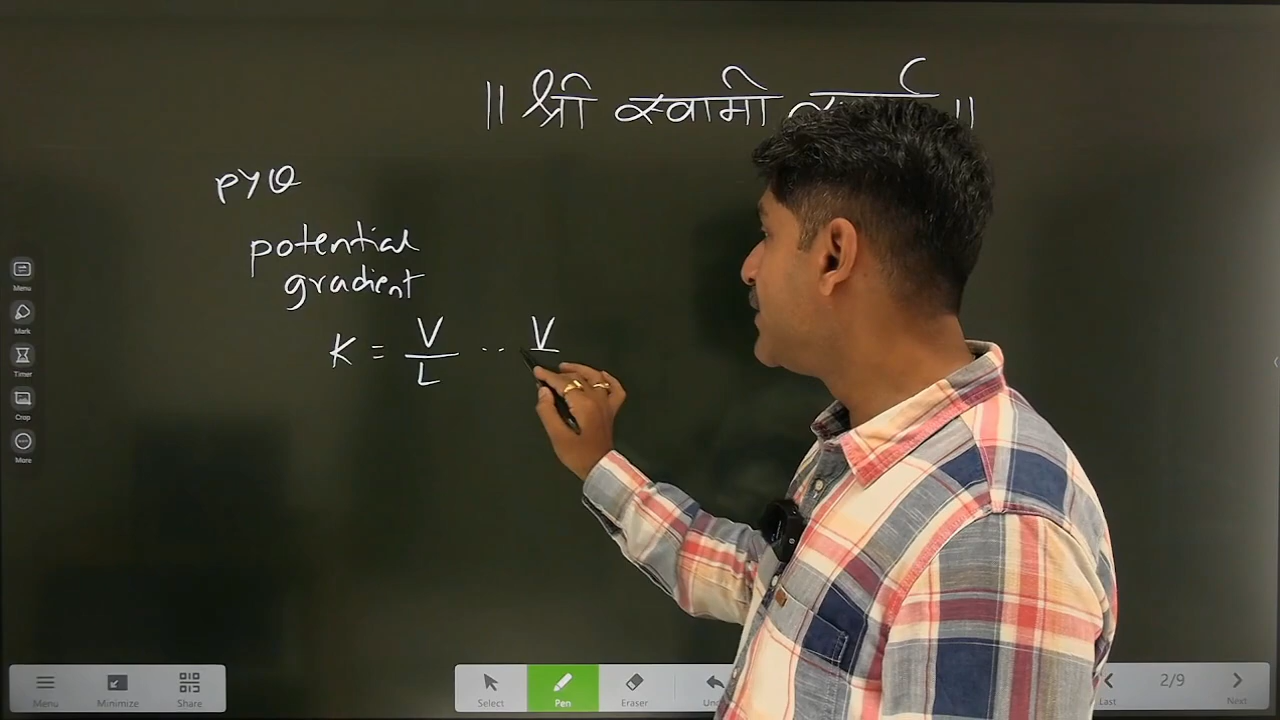 ॥ श्री स्वामी ॥
PYQ
potential
gradient
K = V/L .. V
Menu
Mark
Timer
Crop
More
Menu Minimize Share Select Pen Eraser Last 2/9 Next